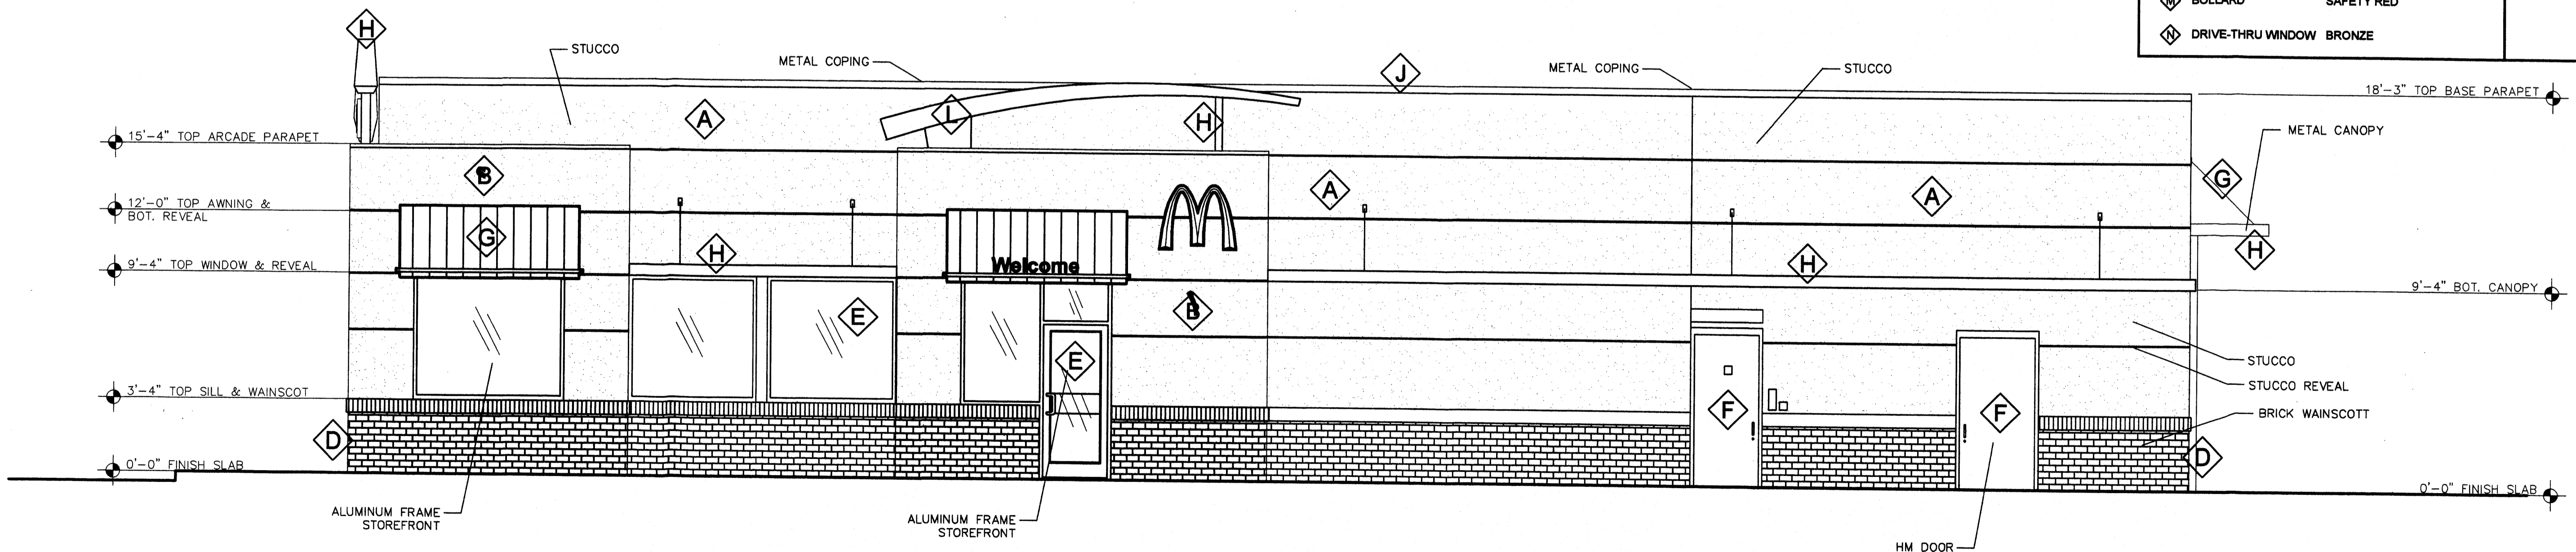 M BOLLARD SAFETY RED
N DRIVE-THRU WINDOW BRONZE
H
STUCCO
METAL COPING
J
METAL COPING
STUCCO
18'-3" TOP BASE PARAPET
15'-4" TOP ARCADE PARAPET
A
L
H
METAL CANOPY
B
A
A
G
12'-0" TOP AWNING &
BOT. REVEAL
G
H
Welcome
H
H
9'-4" TOP WINDOW & REVEAL
9'-4" BOT. CANOPY
E
B
E
STUCCO
STUCCO REVEAL
3'-4" TOP SILL & WAINSCOT
F
F
BRICK WAINSCOTT
D
D
0'-0" FINISH SLAB
0'-0" FINISH SLAB
ALUMINUM FRAME
STOREFRONT
ALUMINUM FRAME
STOREFRONT
HM DOOR